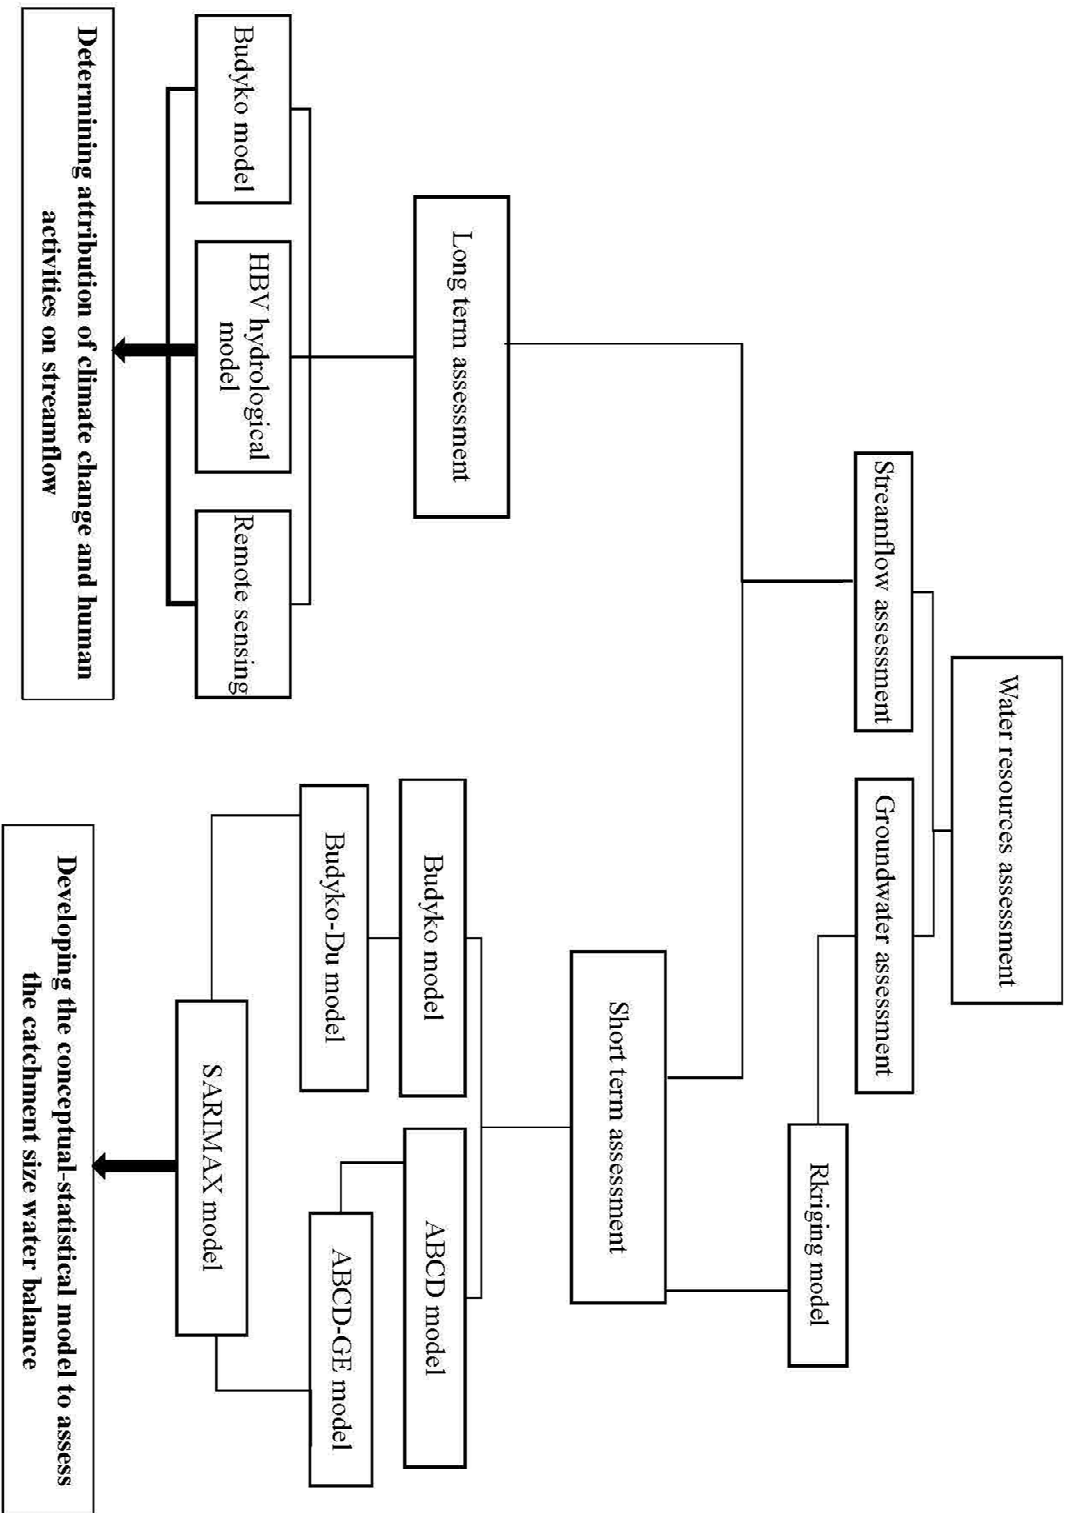 Water resources assessment
Streamflow assessment
Groundwater assessment
Rkriging model
Long term assessment
Short term assessment
Budyko model
HBV hydrological
model
Remote sensing
Budyko model
ABCD model
Budyko-Du model
ABCD-GE model
SARIMAX model
Determining attribution of climate change and human
activities on streamflow
Developing the conceptual-statistical model to assess
the catchment size water balance